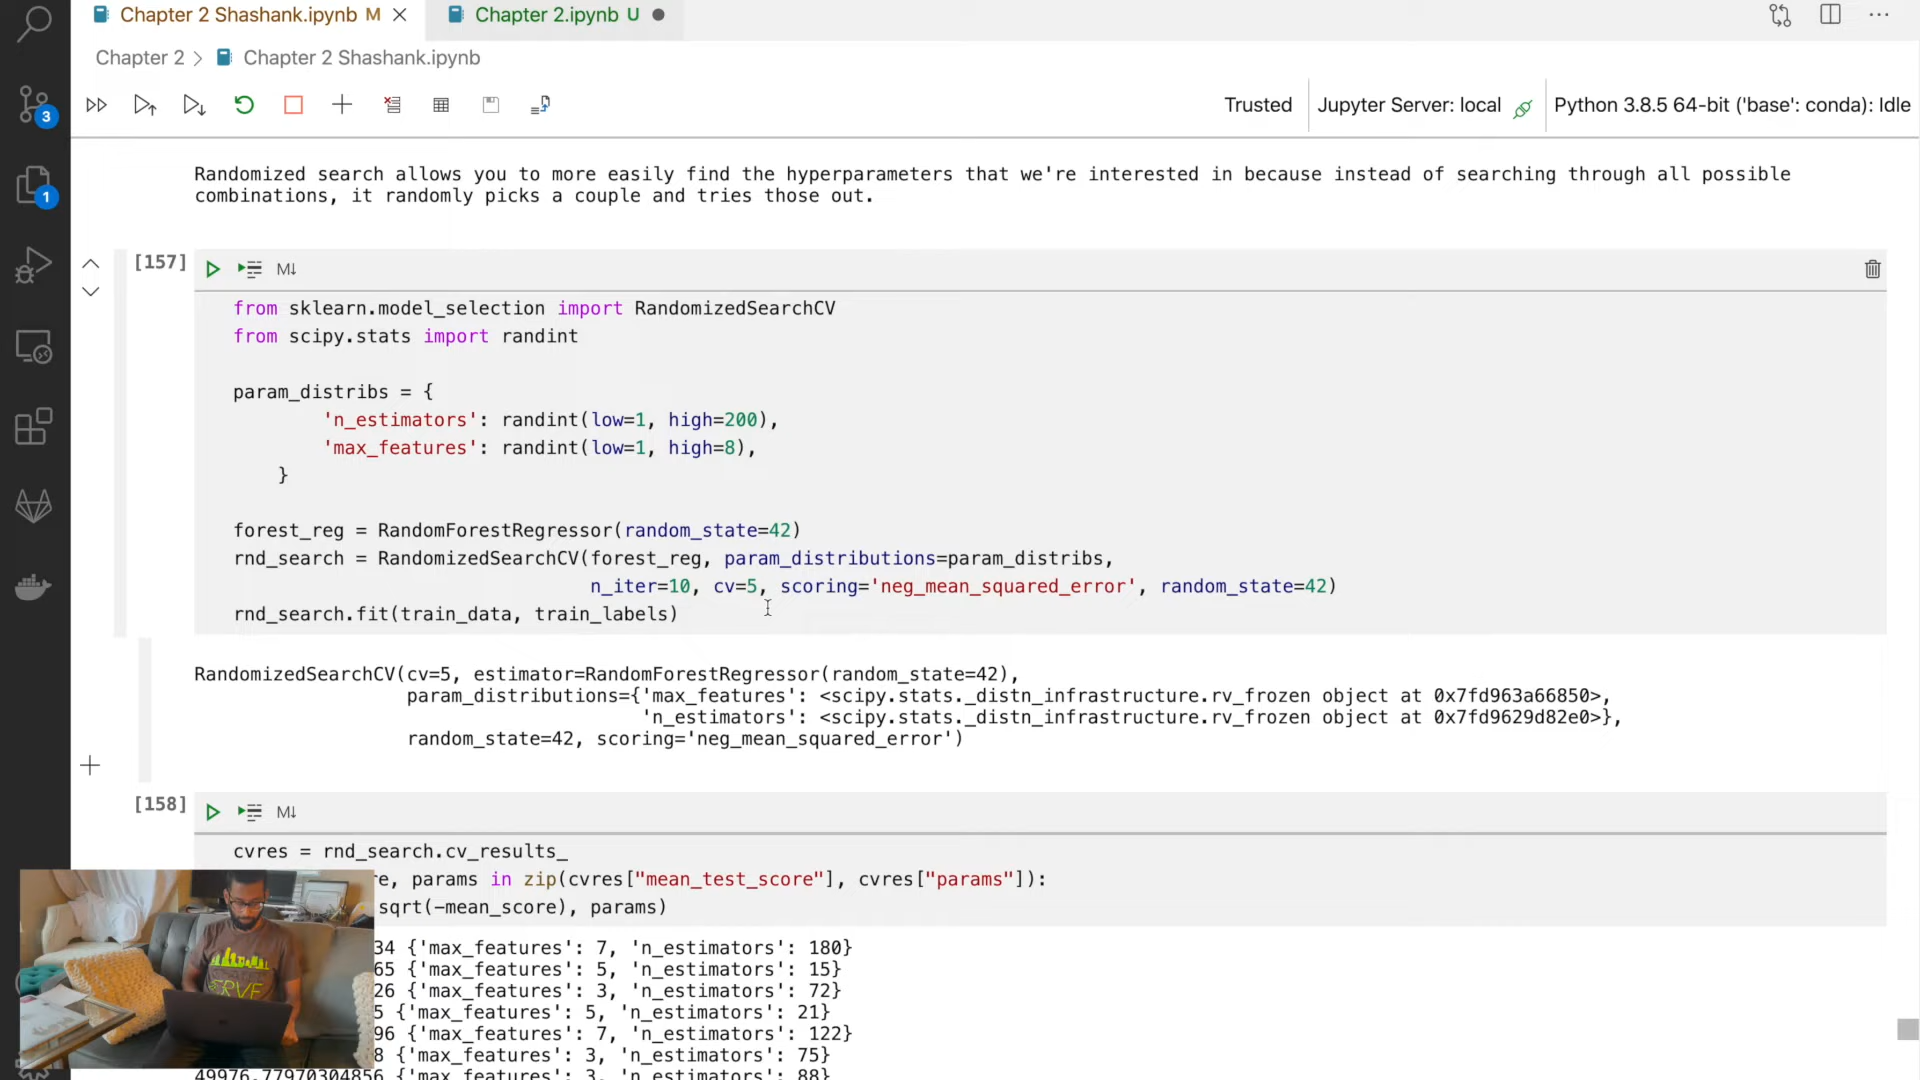 Chapter 2 Shashank.ipynb M
Chapter 2.ipynb U
Chapter 2 > Chapter 2 Shashank.ipynb
3
1
Trusted
Jupyter Server: local
Python 3.8.5 64-bit ('base': conda): Idle
Randomized search allows you to more easily find the hyperparameters that we're interested in because instead of searching through all possible
combinations, it randomly picks a couple and tries those out.
[157]
M↓
from sklearn.model_selection import RandomizedSearchCV
from scipy.stats import randint
param_distribs = {
'n_estimators': randint(low=1, high=200),
'max_features': randint(low=1, high=8),
}
forest_reg = RandomForestRegressor(random_state=42)
rnd_search = RandomizedSearchCV(forest_reg, param_distributions=param_distribs,
n_iter=10, cv=5, scoring='neg_mean_squared_error', random_state=42)
rnd_search.fit(train_data, train_labels)
RandomizedSearchCV(cv=5, estimator=RandomForestRegressor(random_state=42),
param_distributions={'max_features': <scipy.stats._distn_infrastructure.rv_frozen object at 0x7fd963a66850>,
'n_estimators': <scipy.stats._distn_infrastructure.rv_frozen object at 0x7fd9629d82e0>},
random_state=42, scoring='neg_mean_squared_error')
[158]
M↓
cvres = rnd_search.cv_results_
e, params in zip(cvres["mean_test_score"], cvres["params"]):
sqrt(-mean_score), params)
34 {'max_features': 7, 'n_estimators': 180}
65 {'max_features': 5, 'n_estimators': 15}
26 {'max_features': 3, 'n_estimators': 72}
5 {'max_features': 5, 'n_estimators': 21}
96 {'max_features': 7, 'n_estimators': 122}
8 {'max_features': 3, 'n_estimators': 75}
49976.77970304856 {'max_features': 3, 'n_estimators': 88}